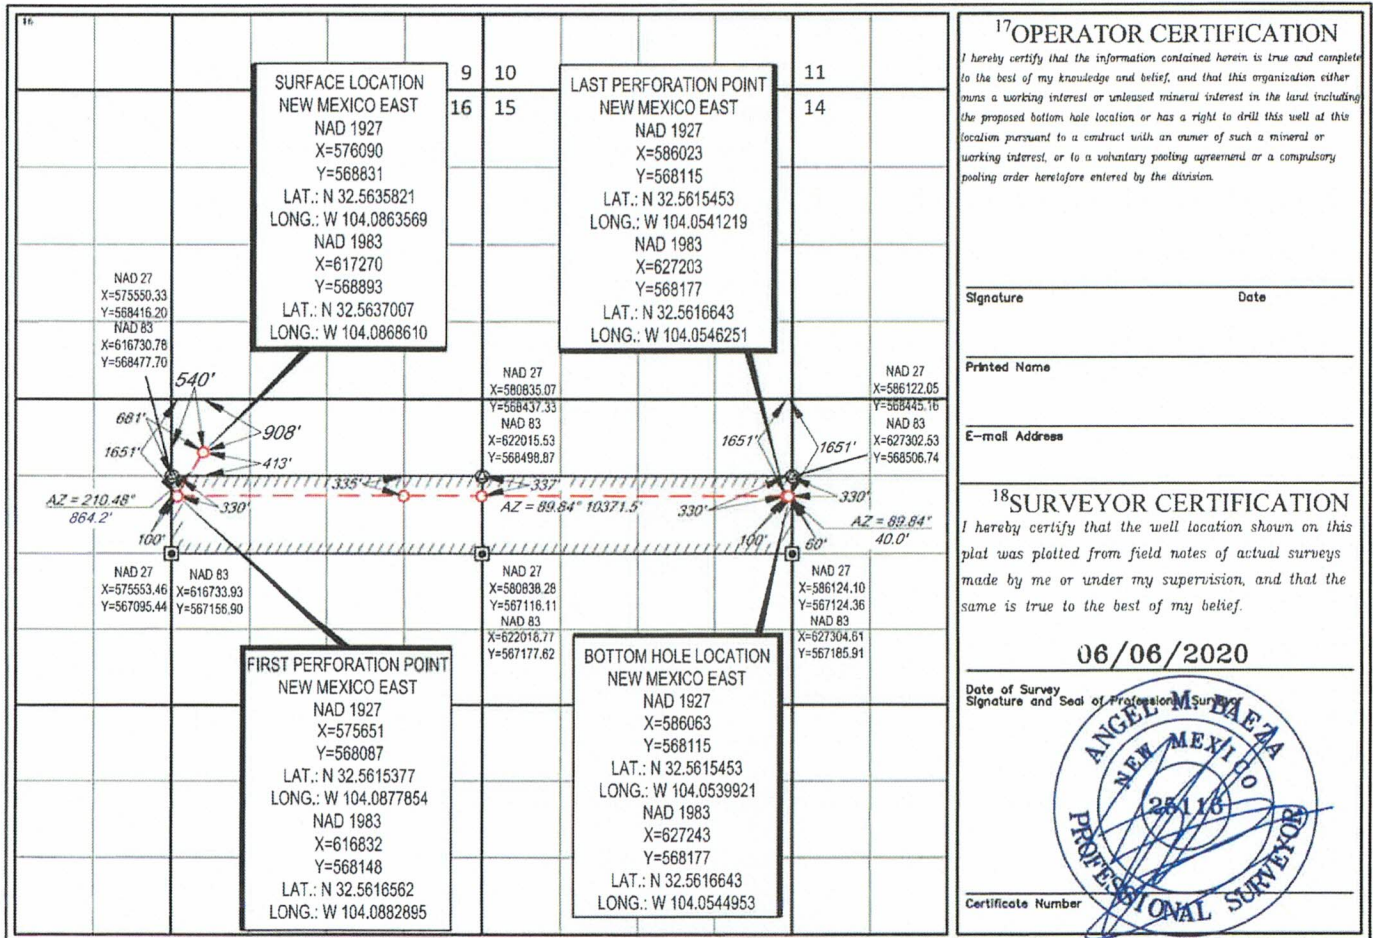 16
9 10
11
16 15
14
SURFACE LOCATION
NEW MEXICO EAST
NAD 1927
X=576090
Y=568831
LAT.: N 32.5635821
LONG.: W 104.0863569
NAD 1983
X=617270
Y=568893
LAT.: N 32.5637007
LONG.: W 104.0868610
LAST PERFORATION POINT
NEW MEXICO EAST
NAD 1927
X=586023
Y=568115
LAT.: N 32.5615453
LONG.: W 104.0541219
NAD 1983
X=627203
Y=568177
LAT.: N 32.5616643
LONG.: W 104.0546251
NAD 27
X=575550.33
Y=568416.20
NAD 83
X=616730.78
Y=568477.70
NAD 27
X=580835.07
Y=568437.33
NAD 83
X=622015.53
Y=568498.87
NAD 27
X=586122.05
Y=568445.16
NAD 83
X=627302.53
Y=568506.74
540'
681'
908'
1651'
413'
1651'
1651'
335'
337'
330'
330'
330'
AZ = 210.48°
864.2'
AZ = 89.84° 10371.5'
AZ = 89.84°
40.0'
100'
100'
60'
NAD 27
X=575553.46
Y=567095.44
NAD 83
X=616733.93
Y=567156.90
NAD 27
X=580838.28
Y=567116.11
NAD 83
X=622018.77
Y=567177.62
NAD 27
X=586124.10
Y=567124.36
NAD 83
X=627304.61
Y=567185.91
FIRST PERFORATION POINT
NEW MEXICO EAST
NAD 1927
X=575651
Y=568087
LAT.: N 32.5615377
LONG.: W 104.0877854
NAD 1983
X=616832
Y=568148
LAT.: N 32.5616562
LONG.: W 104.0882895
BOTTOM HOLE LOCATION
NEW MEXICO EAST
NAD 1927
X=586063
Y=568115
LAT.: N 32.5615453
LONG.: W 104.0539921
NAD 1983
X=627243
Y=568177
LAT.: N 32.5616643
LONG.: W 104.0544953
17 OPERATOR CERTIFICATION
I hereby certify that the information contained herein is true and complete
to the best of my knowledge and belief, and that this organization either
owns a working interest or unleased mineral interest in the land including
the proposed bottom hole location or has a right to drill this well at this
location pursuant to a contract with an owner of such a mineral or
working interest, or to a voluntary pooling agreement or a compulsory
pooling order heretofore entered by the division.
Signature Date
Printed Name
E-mail Address
18 SURVEYOR CERTIFICATION
I hereby certify that the well location shown on this
plat was plotted from field notes of actual surveys
made by me or under my supervision, and that the
same is true to the best of my belief.
06/06/2020
Date of Survey
Signature and Seal of Professional Surveyor
ANGEL M. BAEZA
NEW MEXICO
25116
PROFESSIONAL SURVEYOR
Certificate Number